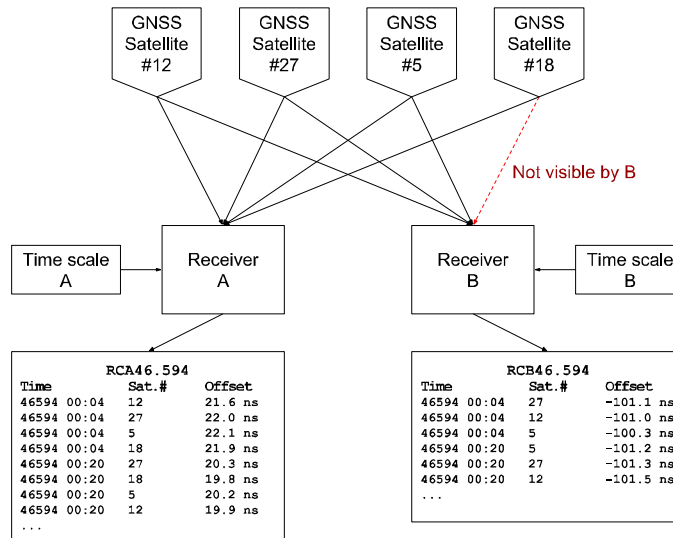 GNSS
Satellite
#12
GNSS
Satellite
#27
GNSS
Satellite
#5
GNSS
Satellite
#18
Not visible by B
Time scale
A
Receiver
A
Receiver
B
Time scale
B
RCA46.594
Time Sat.# Offset
46594 00:04 12 21.6 ns
46594 00:04 27 22.0 ns
46594 00:04 5 22.1 ns
46594 00:04 18 21.9 ns
46594 00:20 27 20.3 ns
46594 00:20 18 19.8 ns
46594 00:20 5 20.2 ns
46594 00:20 12 19.9 ns
...
RCB46.594
Time Sat.# Offset
46594 00:04 27 -101.1 ns
46594 00:04 12 -101.0 ns
46594 00:04 5 -100.3 ns
46594 00:20 5 -101.2 ns
46594 00:20 27 -101.3 ns
46594 00:20 12 -101.5 ns
...